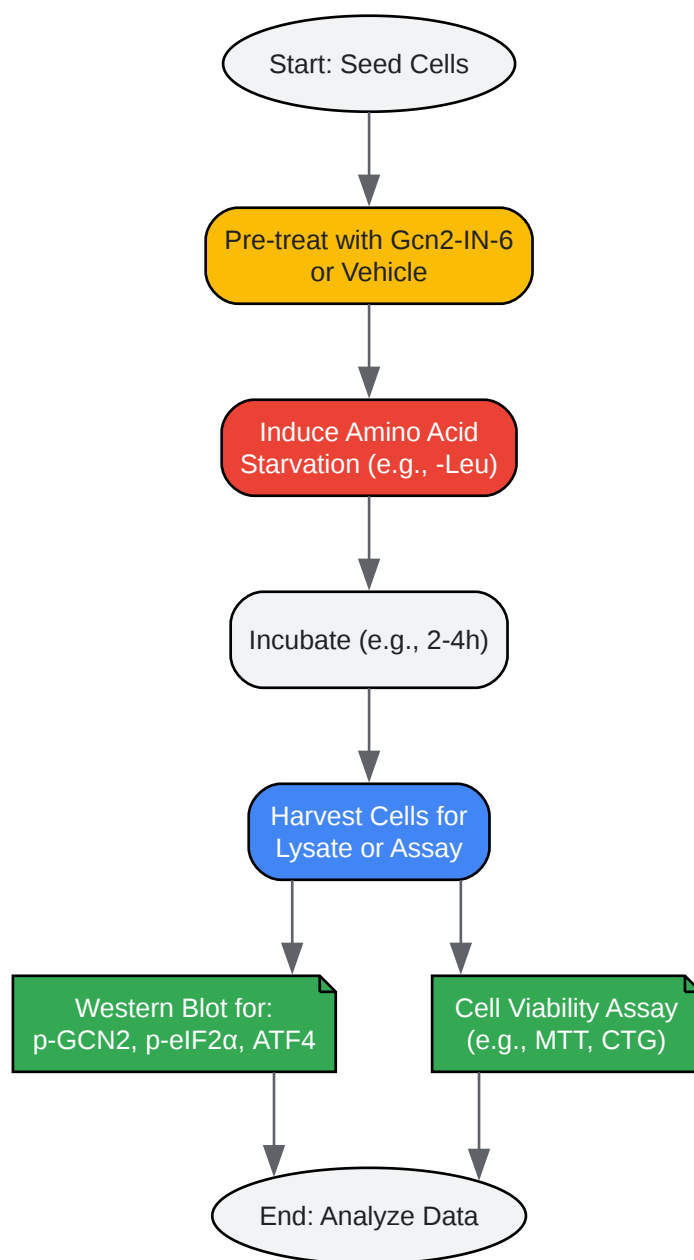 Start: Seed Cells
Pre-treat with Gcn2-IN-6
or Vehicle
Induce Amino Acid
Starvation (e.g., -Leu)
Incubate (e.g., 2-4h)
Harvest Cells for
Lysate or Assay
Western Blot for:
p-GCN2, p-eIF2α, ATF4
Cell Viability Assay
(e.g., MTT, CTG)
End: Analyze Data